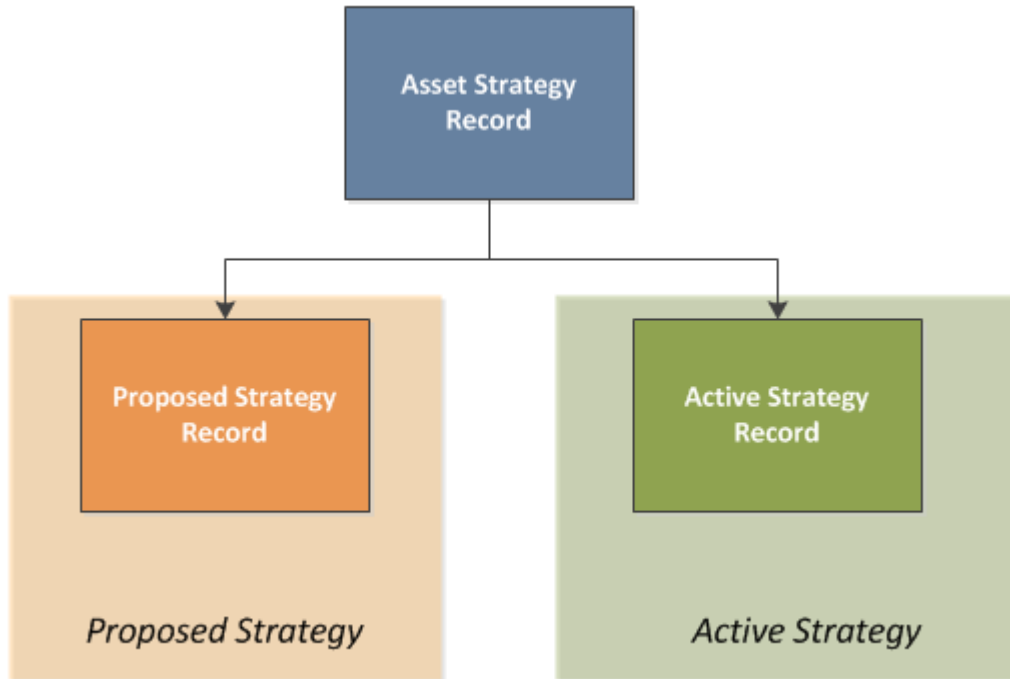 Asset Strategy
Record
Proposed Strategy
Record
Active Strategy
Record
Proposed Strategy
Active Strategy